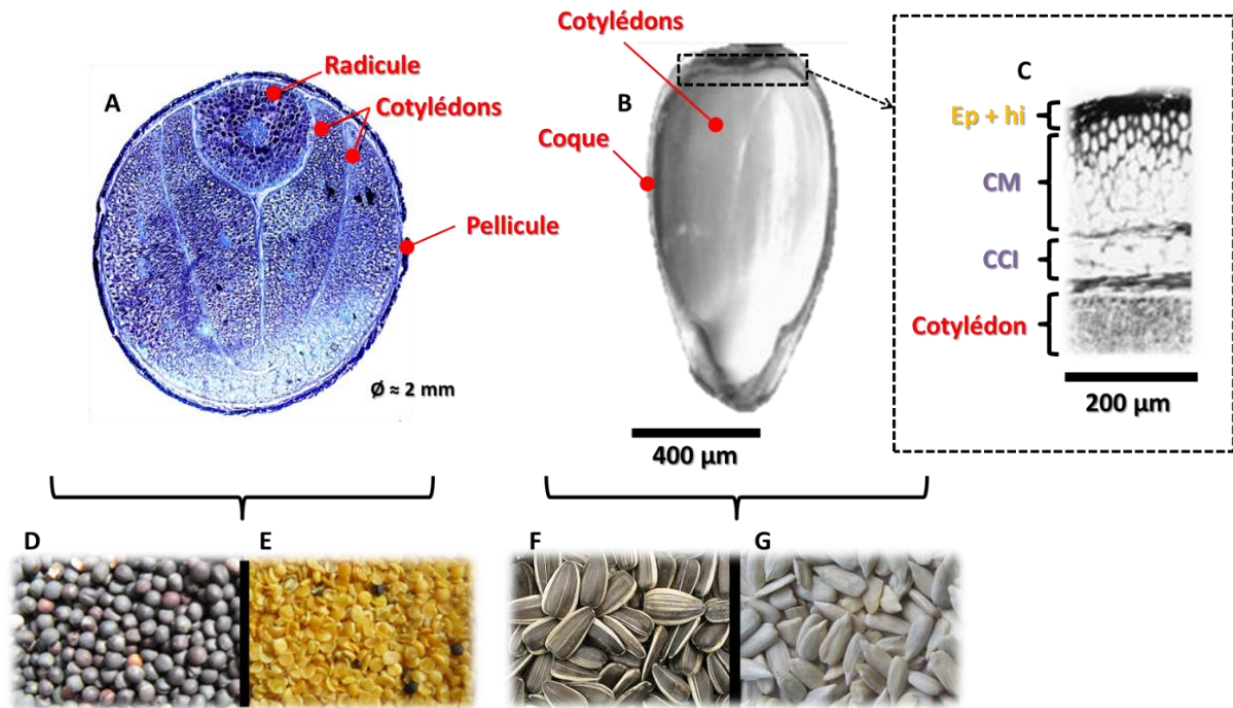 A
Radicule
Cotylédons
Pellicule
Ø ≈ 2 mm
Cotylédons
B
Coque
400 µm
C
Ep + hi
CM
CCI
Cotylédon
200 µm
D
E
F
G